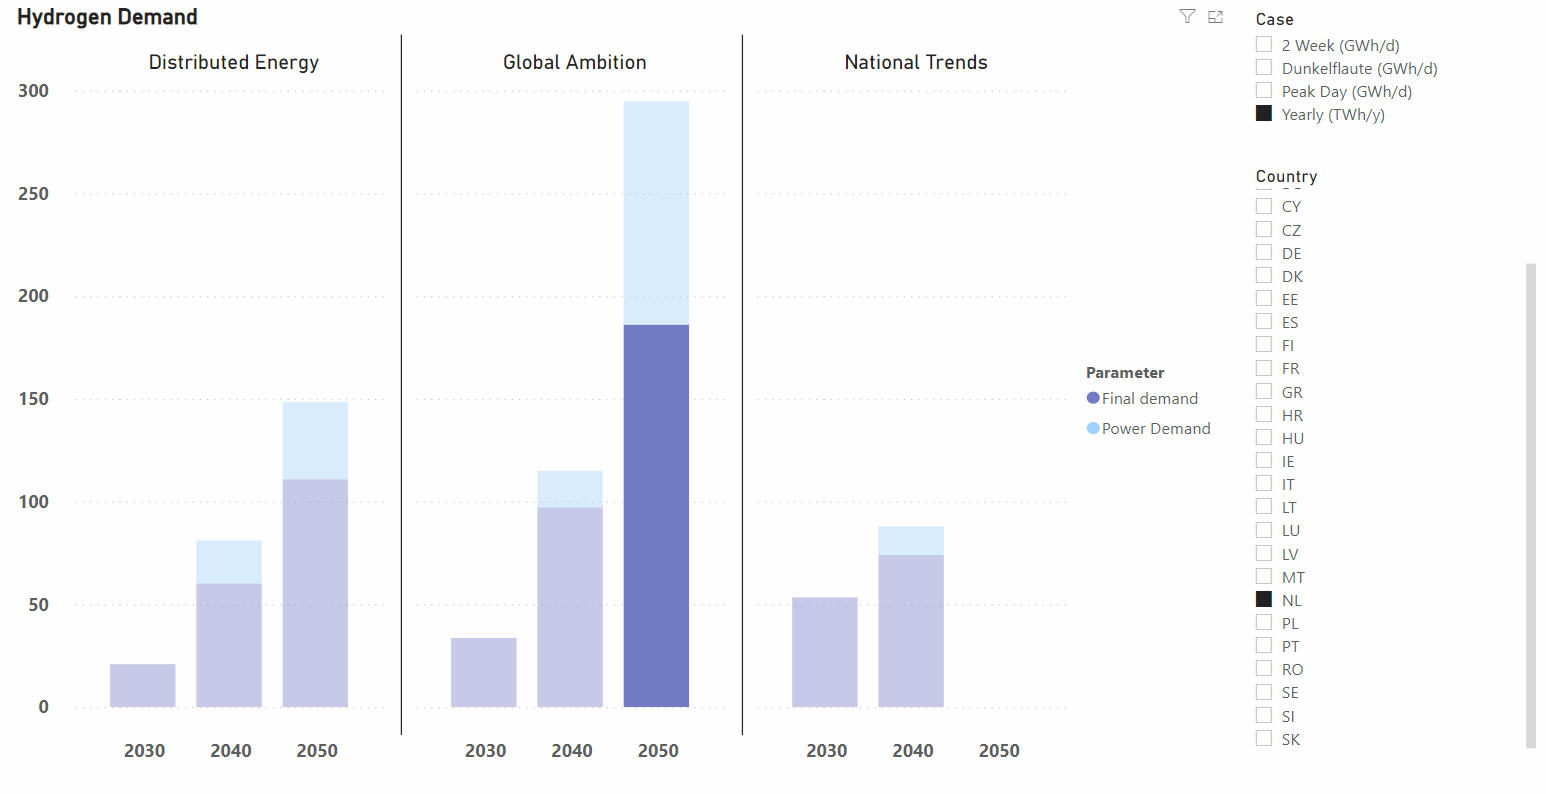 Hydrogen Demand
Distributed Energy
Global Ambition
National Trends
300
250
200
150
100
50
0
2030 2040 2050
2030 2040 2050
2030 2040 2050
Parameter
Final demand
Power Demand
Case
2 Week (GWh/d)
Dunkelflaute (GWh/d)
Peak Day (GWh/d)
Yearly (TWh/y)
Country
CY
CZ
DE
DK
EE
ES
FI
FR
GR
HR
HU
IE
IT
LT
LU
LV
MT
NL
PL
PT
RO
SE
SI
SK